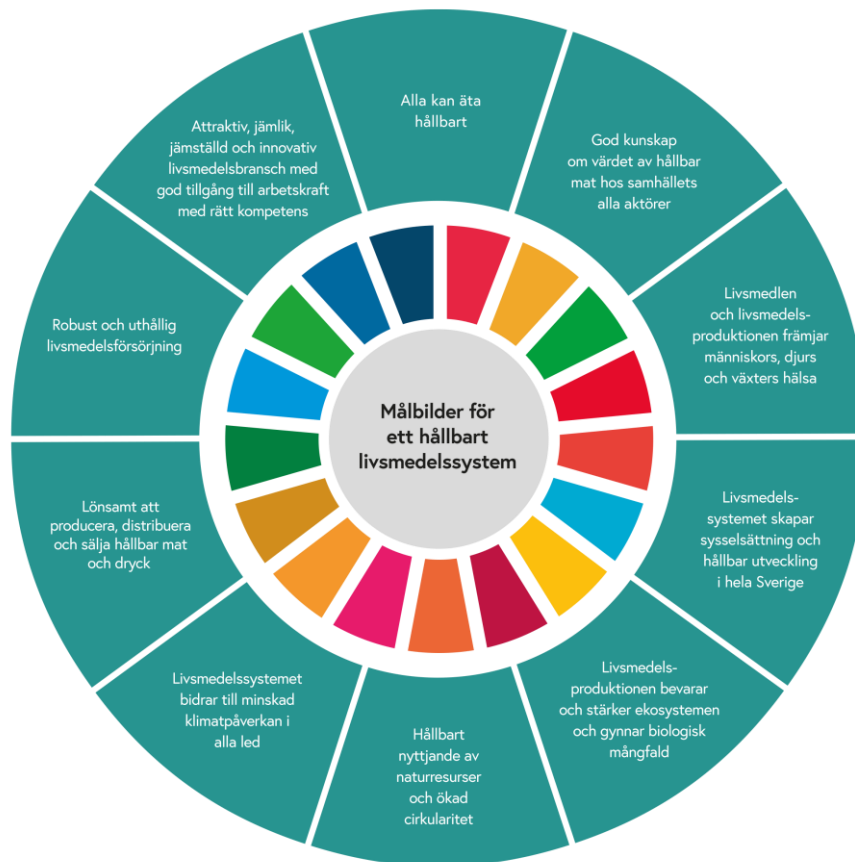 Målbilder för
ett hållbart
livsmedelssystem
Alla kan äta
hållbart
God kunskap
om värdet av hållbar
mat hos samhällets
alla aktörer
Livsmedlen
och livsmedels-
produktionen främjar
människors, djurs
och växters hälsa
Livsmedels-
systemet skapar
sysselsättning och
hållbar utveckling
i hela Sverige
Livsmedels-
produktionen bevarar
och stärker ekosystemen
och gynnar biologisk
mångfald
Hållbart
nyttjande av
naturresurser
och ökad
cirkularitet
Livsmedelssystemet
bidrar till minskad
klimatpåverkan i
alla led
Lönsamt att
producera, distribuera
och sälja hållbar mat
och dryck
Robust och uthållig
livsmedelsförsörjning
Attraktiv, jämlik,
jämställd och innovativ
livsmedelsbransch med
god tillgång till arbetskraft
med rätt kompetens